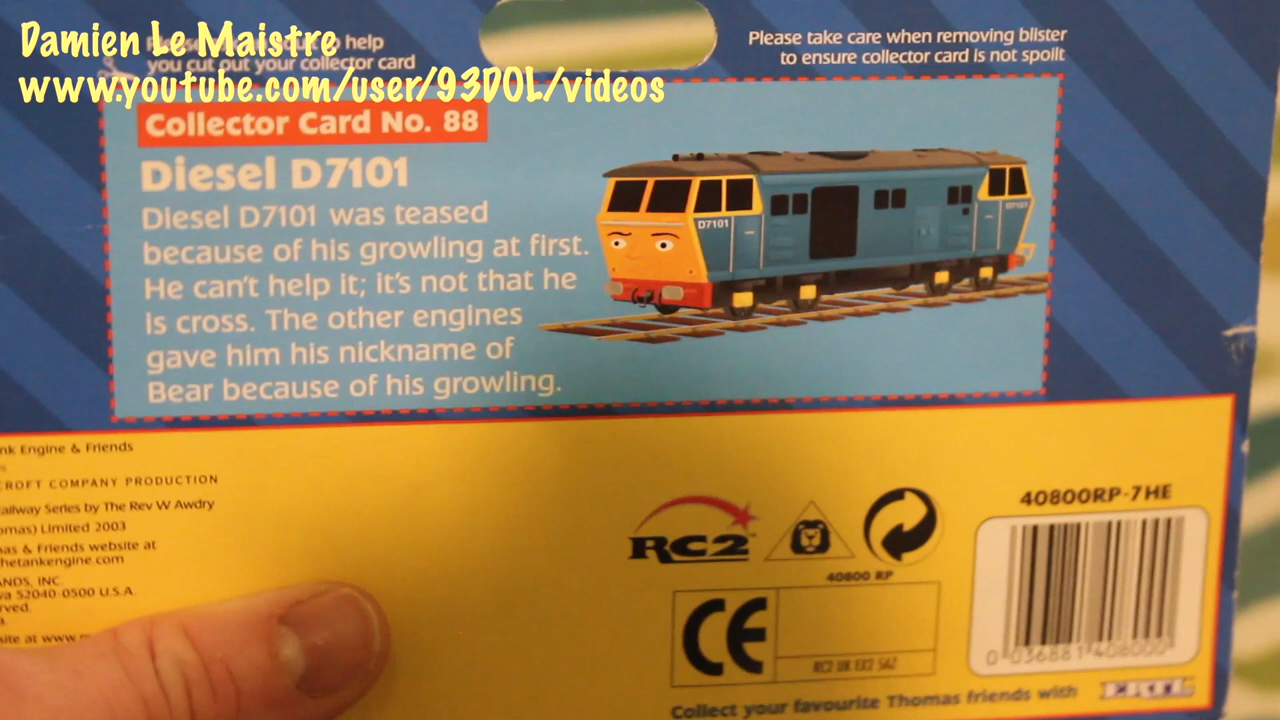 Damien Le Maistre
www.youtube.com/user/93DOL/videos
to help
you cut out your collector card
Please take care when removing blister
to ensure collector card is not spoilt
Collector Card No. 88
Diesel D7101
Diesel D7101 was teased
because of his growling at first.
He can't help it; it's not that he
is cross. The other engines
gave him his nickname of
Bear because of his growling.
D7101
D7101
nk Engine & Friends
CROFT COMPANY PRODUCTION
ailway Series by The Rev W Awdry
omas) Limited 2003
as & Friends website at
hetankengine.com
ANDS, INC.
va 52040-0500 U.S.A.
rved.
site at www.
RC2
40800 RP
CE
RC2 UK EX2 5AZ
40800RP-7HE
0 036881 408000
Collect your favourite Thomas friends with ERTL